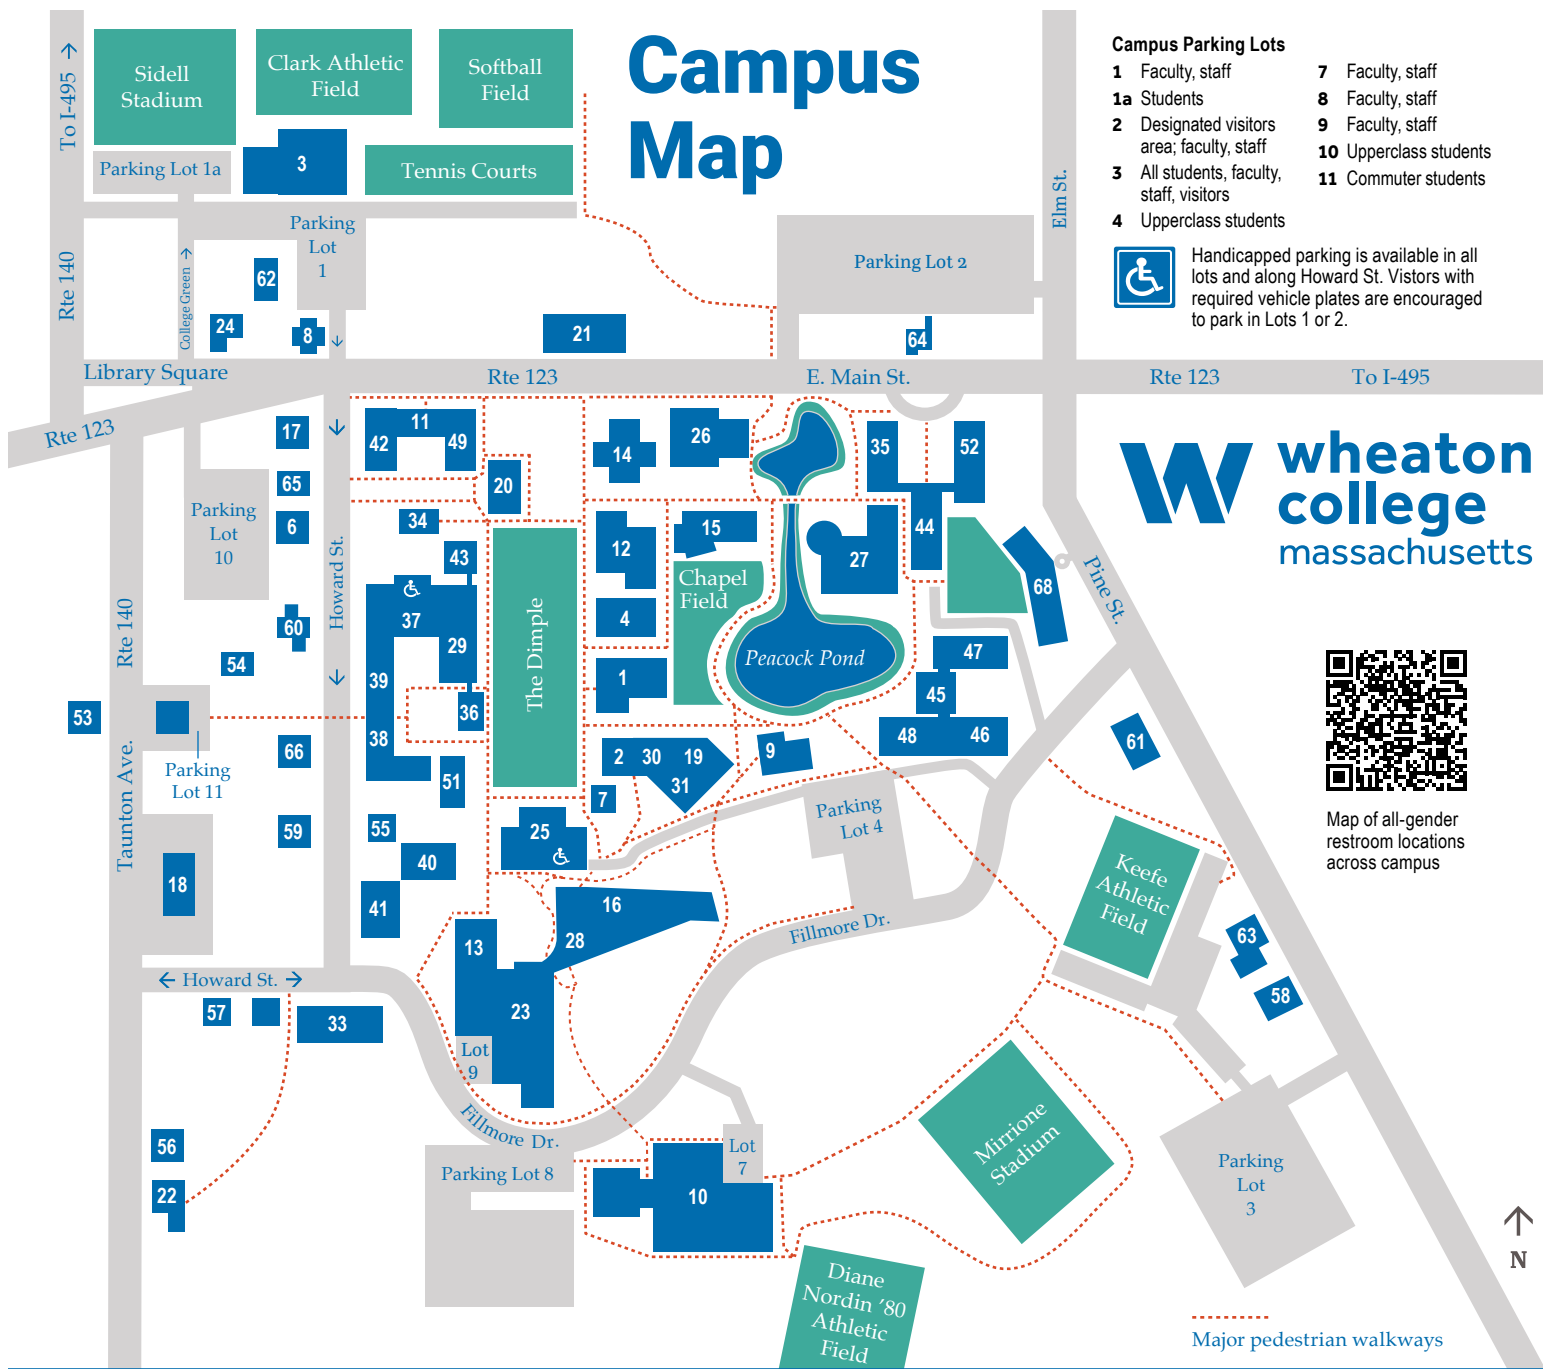 Campus
Map
Campus Parking Lots
1 Faculty, staff
1a Students
2 Designated visitors
area; faculty, staff
3 All students, faculty,
staff, visitors
4 Upperclass students
7 Faculty, staff
8 Faculty, staff
9 Faculty, staff
10 Upperclass students
11 Commuter students
Handicapped parking is available in all
lots and along Howard St. Vistors with
required vehicle plates are encouraged
to park in Lots 1 or 2.
To I-495 →
Sidell
Stadium
Clark Athletic
Field
Softball
Field
Parking Lot 1a
3
Tennis Courts
Elm St.
Rte 140
College Green →
Parking
Lot
1
62
24
8
21
Parking Lot 2
64
Library Square
Rte 123
E. Main St.
Rte 123
To I-495
Rte 123
17
42
11
49
14
26
35
52
wheaton
college
massachusetts
65
20
Parking
Lot
10
6
34
43
12
15
27
44
68
Howard St.
37
29
39
Chapel
Field
4
The Dimple
Pine St.
Rte 140
60
54
53
1
Peacock Pond
47
45
36
38
48
46
61
66
Parking
Lot 11
51
2
30
19
31
9
7
Taunton Ave.
59
55
40
25
Parking
Lot 4
18
41
Keefe
Athletic
Field
Map of all-gender
restroom locations
across campus
16
28
13
Fillmore Dr.
63
58
← Howard St. →
57
33
23
Lot
9
Fillmore Dr.
56
22
Parking Lot 8
10
Lot
7
Mirrione
Stadium
Parking
Lot
3
Diane
Nordin '80
Athletic
Field
N
Major pedestrian walkways